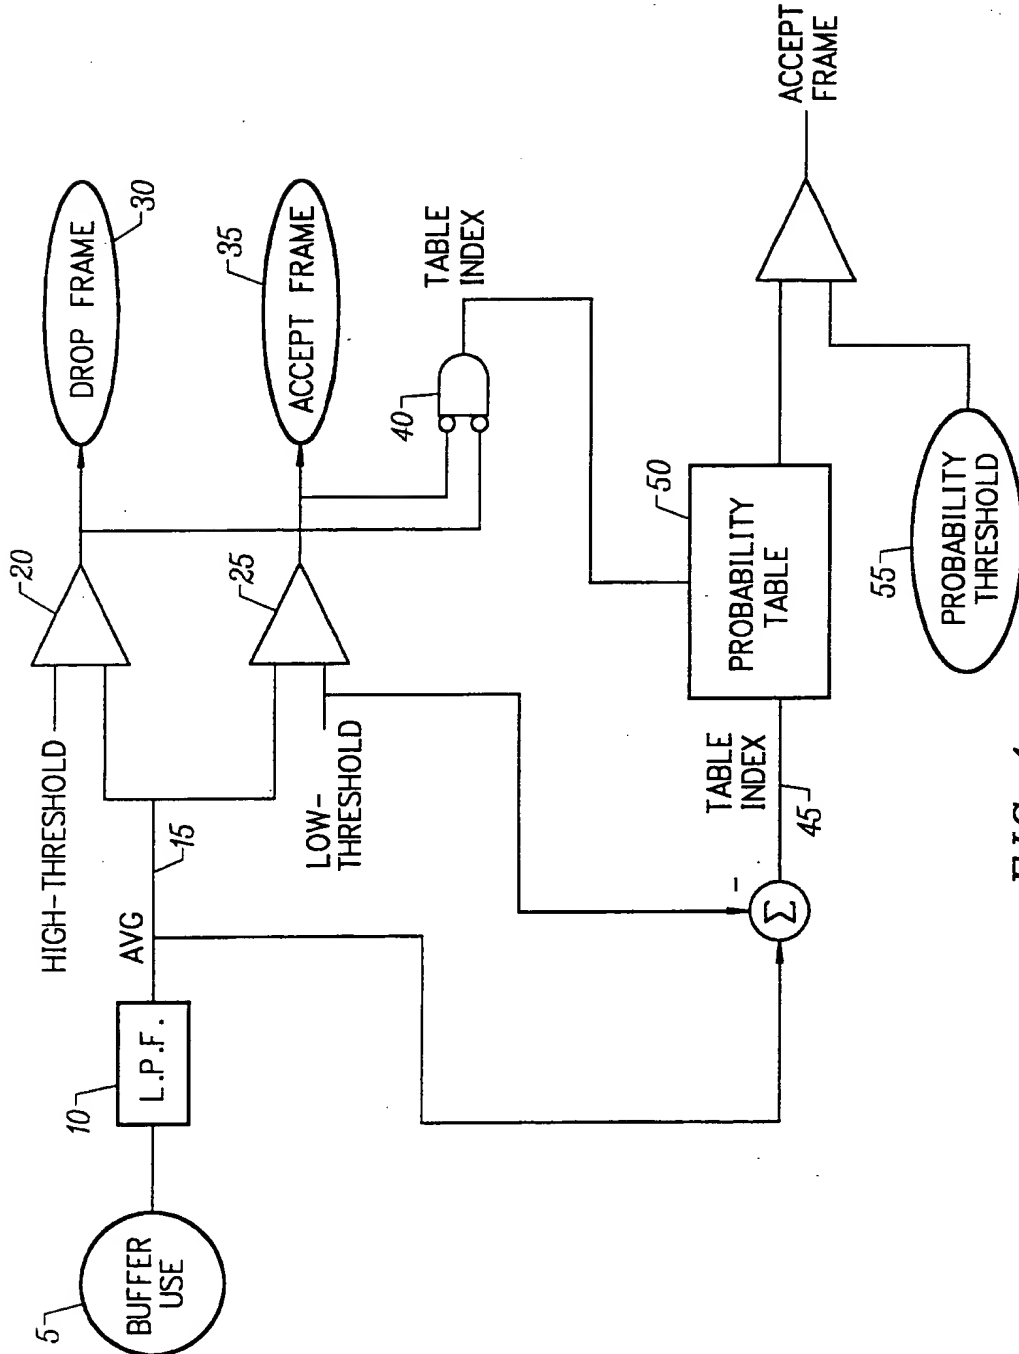 5
BUFFER
USE
10
L.P.F.
AVG
15
HIGH-THRESHOLD
20
DROP FRAME
30
LOW-
THRESHOLD
25
ACCEPT FRAME
35
40
TABLE
INDEX
-
Σ
TABLE
INDEX
45
PROBABILITY
TABLE
50
PROBABILITY
THRESHOLD
55
ACCEPT
FRAME